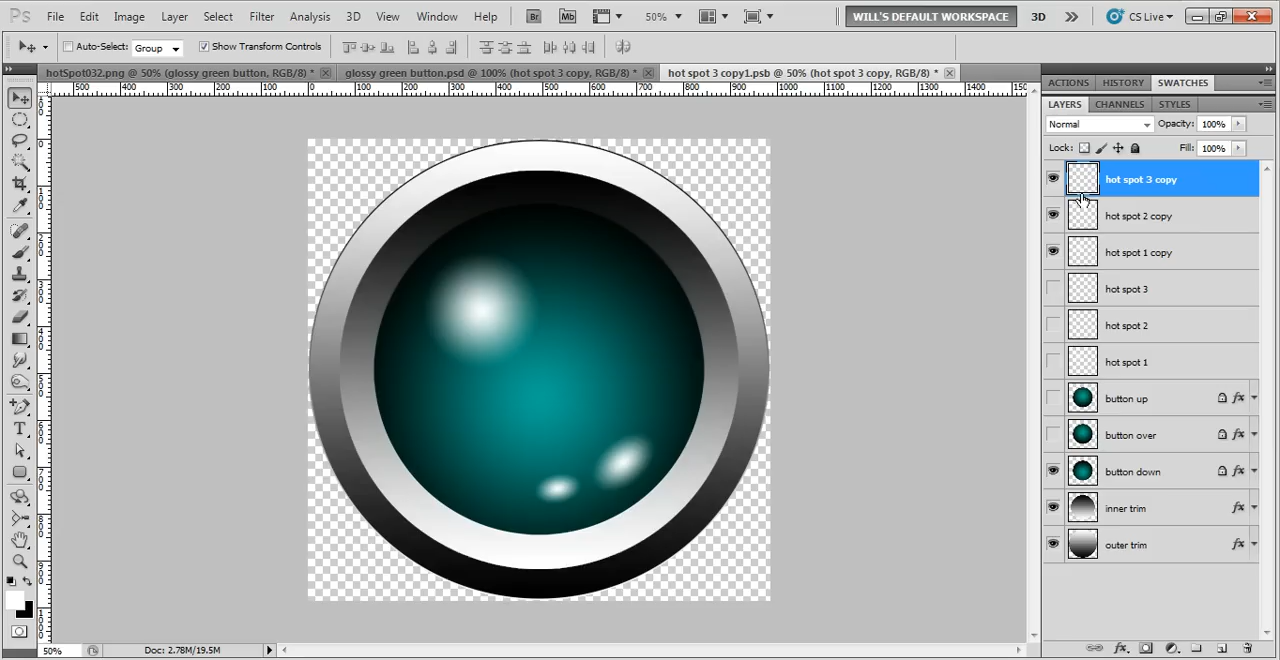 Ps File Edit Image Layer Select Filter Analysis 3D View Window Help Br Mb 50% WILL'S DEFAULT WORKSPACE 3D CS Live
Auto-Select: Group Show Transform Controls
hotSpot032.png @ 50% (glossy green button, RGB/8) * glossy green button.psd @ 100% (hot spot 3 copy, RGB/8) * hot spot 3 copy1.psb @ 50% (hot spot 3 copy, RGB/8) *
500 400 300 200 100 0 100 200 300 400 500 600 700 800 900 1000 1100 1200 1300 1400 150
ACTIONS HISTORY SWATCHES
LAYERS CHANNELS STYLES
Normal Opacity: 100%
Lock: Fill: 100%
hot spot 3 copy
hot spot 2 copy
hot spot 1 copy
hot spot 3
hot spot 2
hot spot 1
button up fx
button over fx
button down fx
inner trim fx
outer trim fx
50% Doc: 2.78M/19.5M fx